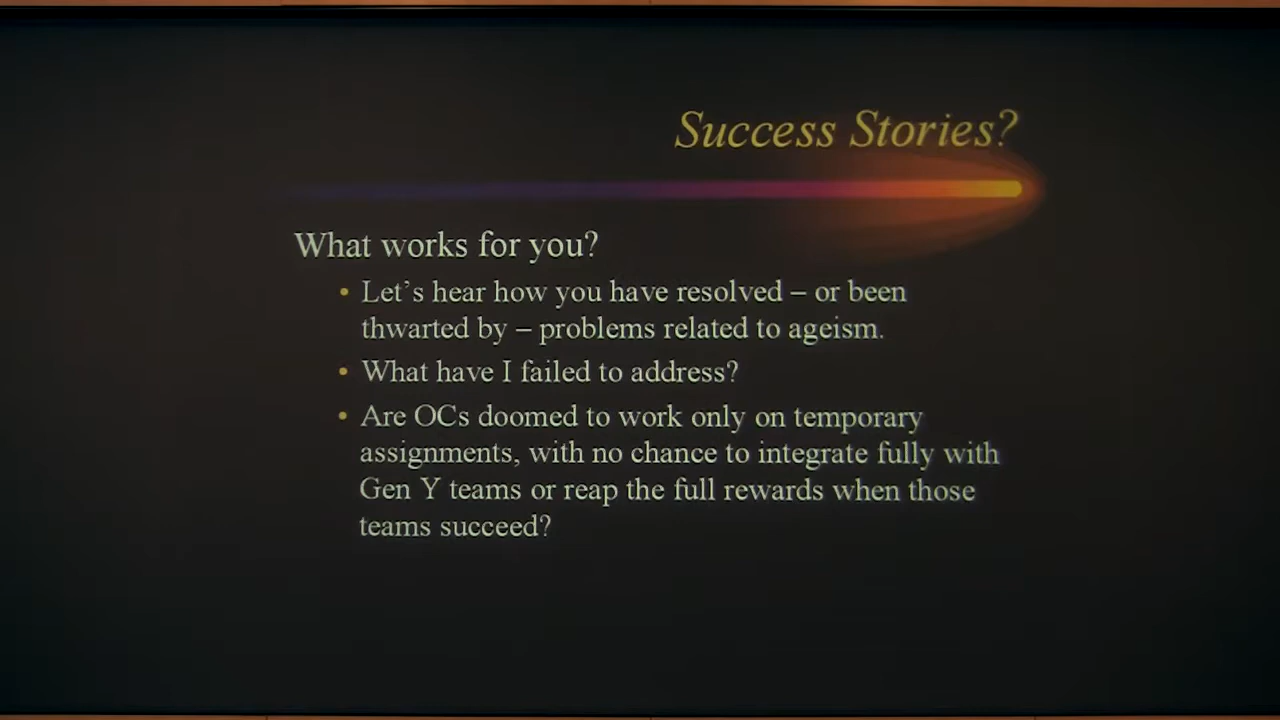 Success Stories?
What works for you?
• Let's hear how you have resolved – or been
thwarted by – problems related to ageism.
• What have I failed to address?
• Are OCs doomed to work only on temporary
assignments, with no chance to integrate fully with
Gen Y teams or reap the full rewards when those
teams succeed?